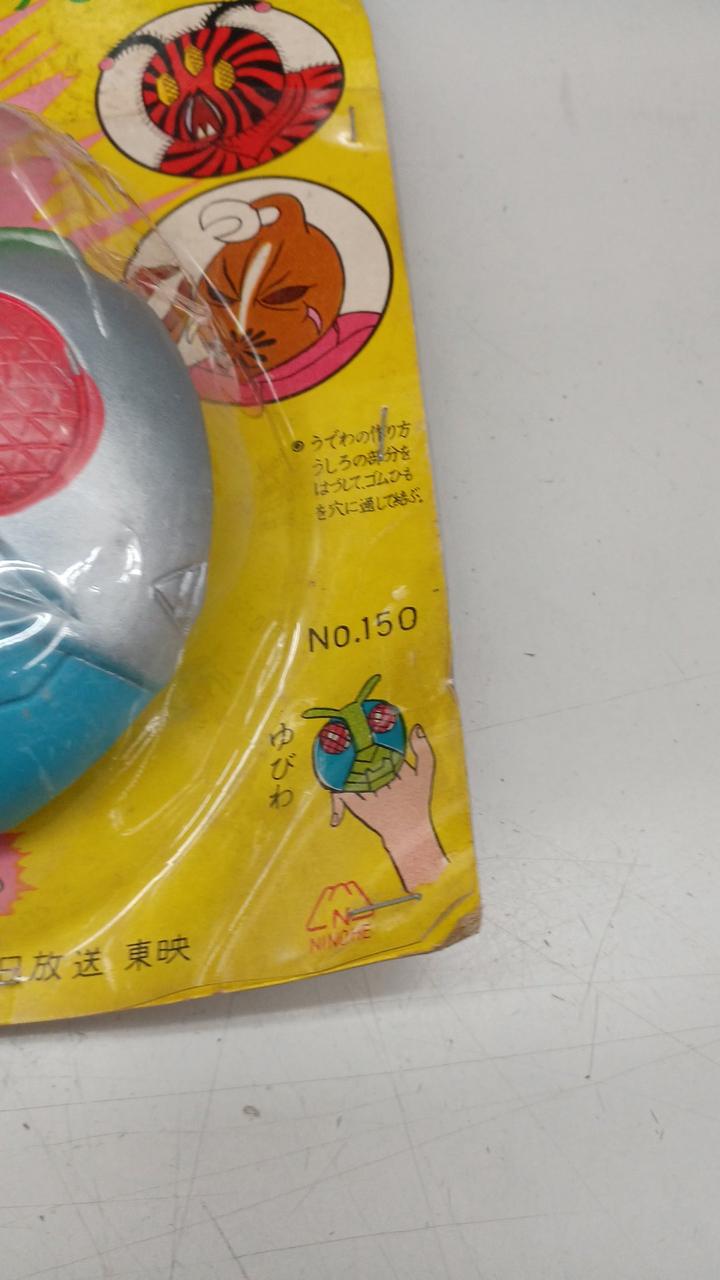 ◉ うでわの作り方
うしろの部分を
はづして、ゴムひも
を穴に通して結ぶ。
NO.150
ゆびわ
N
NINCHE
日放送 東映